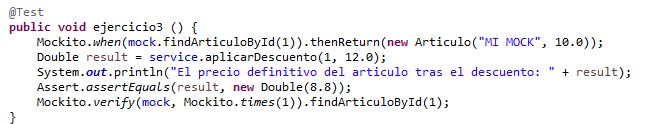 @Test
public void ejercicio3 () {
Mockito.when(mock.findArticuloById(1)).thenReturn(new Articulo("MI MOCK", 10.0));
Double result = service.aplicarDescuento(1, 12.0);
System.out.println("El precio definitivo del articulo tras el descuento: " + result);
Assert.assertEquals(result, new Double(8.8));
Mockito.verify(mock, Mockito.times(1)).findArticuloById(1);
}